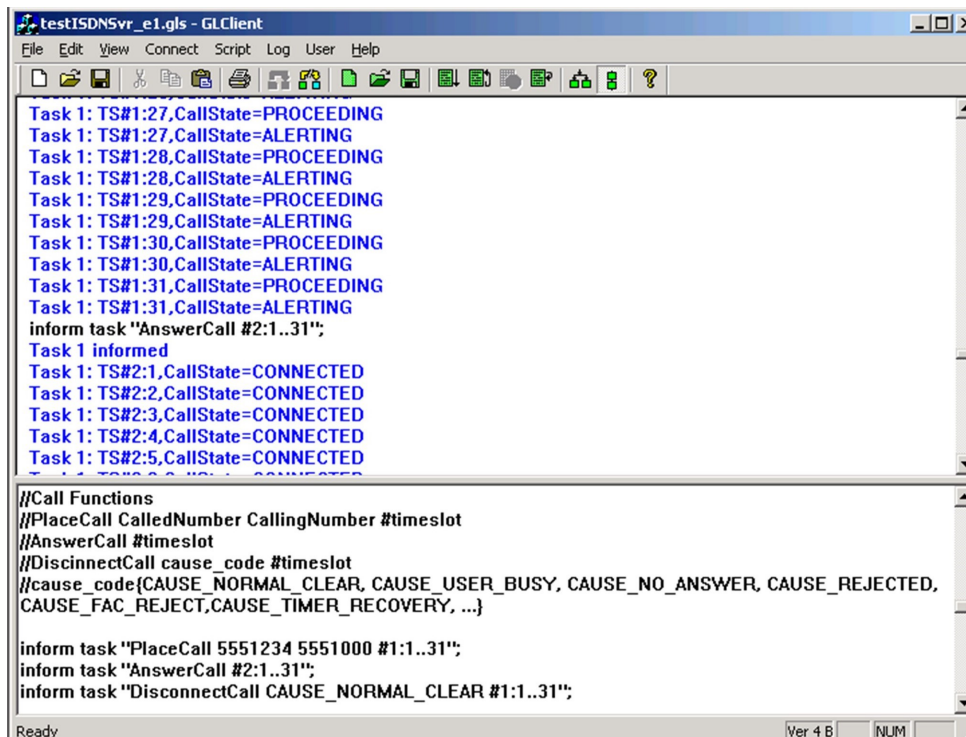 testISDNSvr_e1.gls - GLClient
File Edit View Connect Script Log User Help
Task 1: TS#1:27,CallState=PROCEEDING
Task 1: TS#1:27,CallState=ALERTING
Task 1: TS#1:28,CallState=PROCEEDING
Task 1: TS#1:28,CallState=ALERTING
Task 1: TS#1:29,CallState=PROCEEDING
Task 1: TS#1:29,CallState=ALERTING
Task 1: TS#1:30,CallState=PROCEEDING
Task 1: TS#1:30,CallState=ALERTING
Task 1: TS#1:31,CallState=PROCEEDING
Task 1: TS#1:31,CallState=ALERTING
inform task "AnswerCall #2:1..31";
Task 1 informed
Task 1: TS#2:1,CallState=CONNECTED
Task 1: TS#2:2,CallState=CONNECTED
Task 1: TS#2:3,CallState=CONNECTED
Task 1: TS#2:4,CallState=CONNECTED
Task 1: TS#2:5,CallState=CONNECTED
//Call Functions
//PlaceCall CalledNumber CallingNumber #timeslot
//AnswerCall #timeslot
//DiscinnectCall cause_code #timeslot
//cause_code{CAUSE_NORMAL_CLEAR, CAUSE_USER_BUSY, CAUSE_NO_ANSWER, CAUSE_REJECTED,
CAUSE_FAC_REJECT,CAUSE_TIMER_RECOVERY, ...}
inform task "PlaceCall 5551234 5551000 #1:1..31";
inform task "AnswerCall #2:1..31";
inform task "DisconnectCall CAUSE_NORMAL_CLEAR #1:1..31";
Ready Ver 4 B NUM